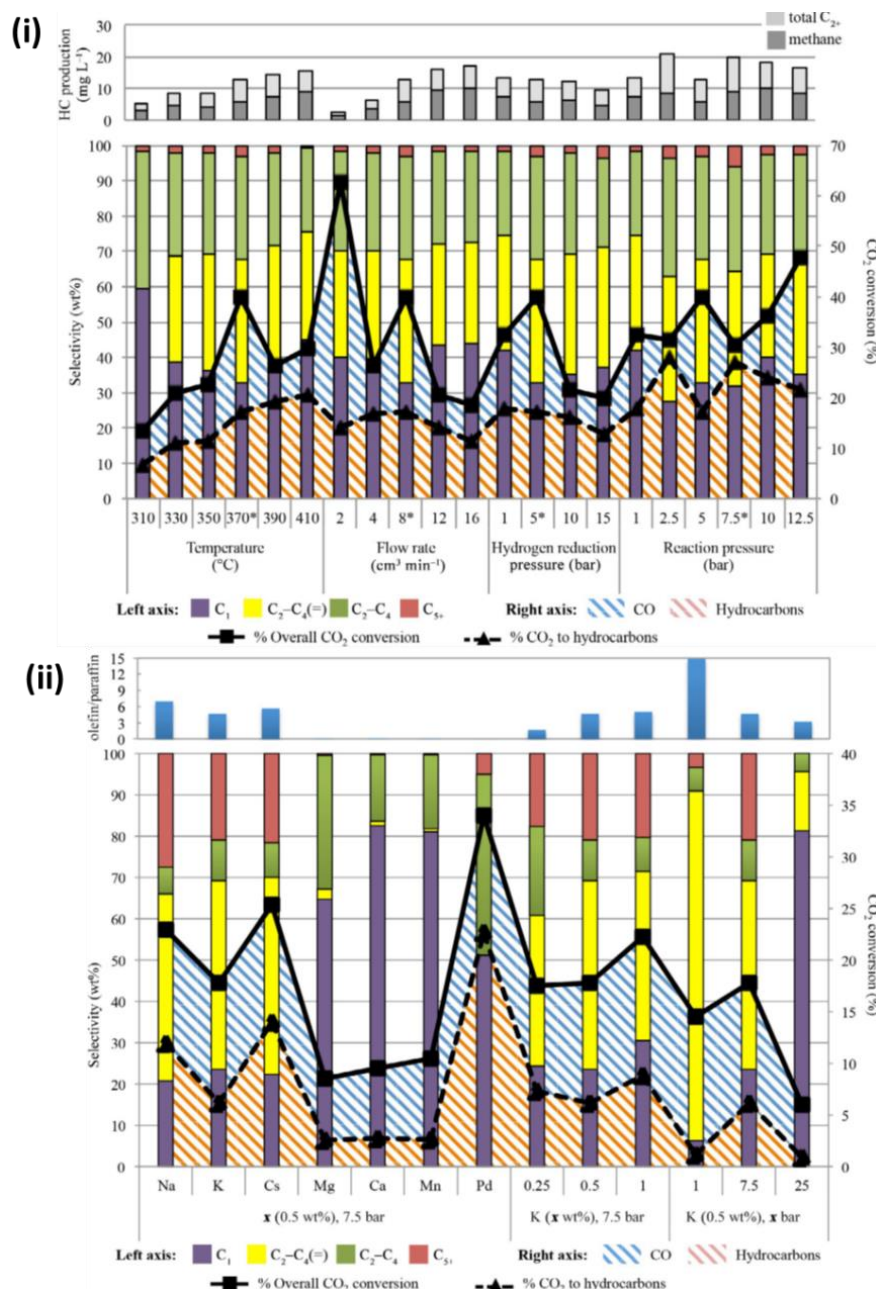 (i)
total C₂₊
methane
HC production
(mg L⁻¹)
30
20
10
0
Selectivity (wt%)
100
90
80
70
60
50
40
30
20
10
0
CO₂ conversion
(%)
70
60
50
40
30
20
10
0
310 330 350 370* 390 410 2 4 8* 12 16 1 5* 10 15 1 2.5 5 7.5* 10 12.5
Temperature Flow rate Hydrogen reduction Reaction pressure
(°C) (cm³ min⁻¹) pressure (bar) (bar)
Left axis: C₁ C₂–C₄(=) C₂–C₄ C₅₊ Right axis: CO Hydrocarbons
% Overall CO₂ conversion % CO₂ to hydrocarbons
(ii)
olefin/paraffin
15
12
9
6
3
0
Selectivity (wt%)
100
90
80
70
60
50
40
30
20
10
0
CO₂ conversion (%)
40
35
30
25
20
15
10
5
0
Na K Cs Mg Ca Mn Pd 0.25 0.5 1 1 7.5 25
x (0.5 wt%), 7.5 bar K (x wt%), 7.5 bar K (0.5 wt%), x bar
Left axis: C₁ C₂–C₄(=) C₂–C₄ C₅₊ Right axis: CO Hydrocarbons
% Overall CO₂ conversion % CO₂ to hydrocarbons